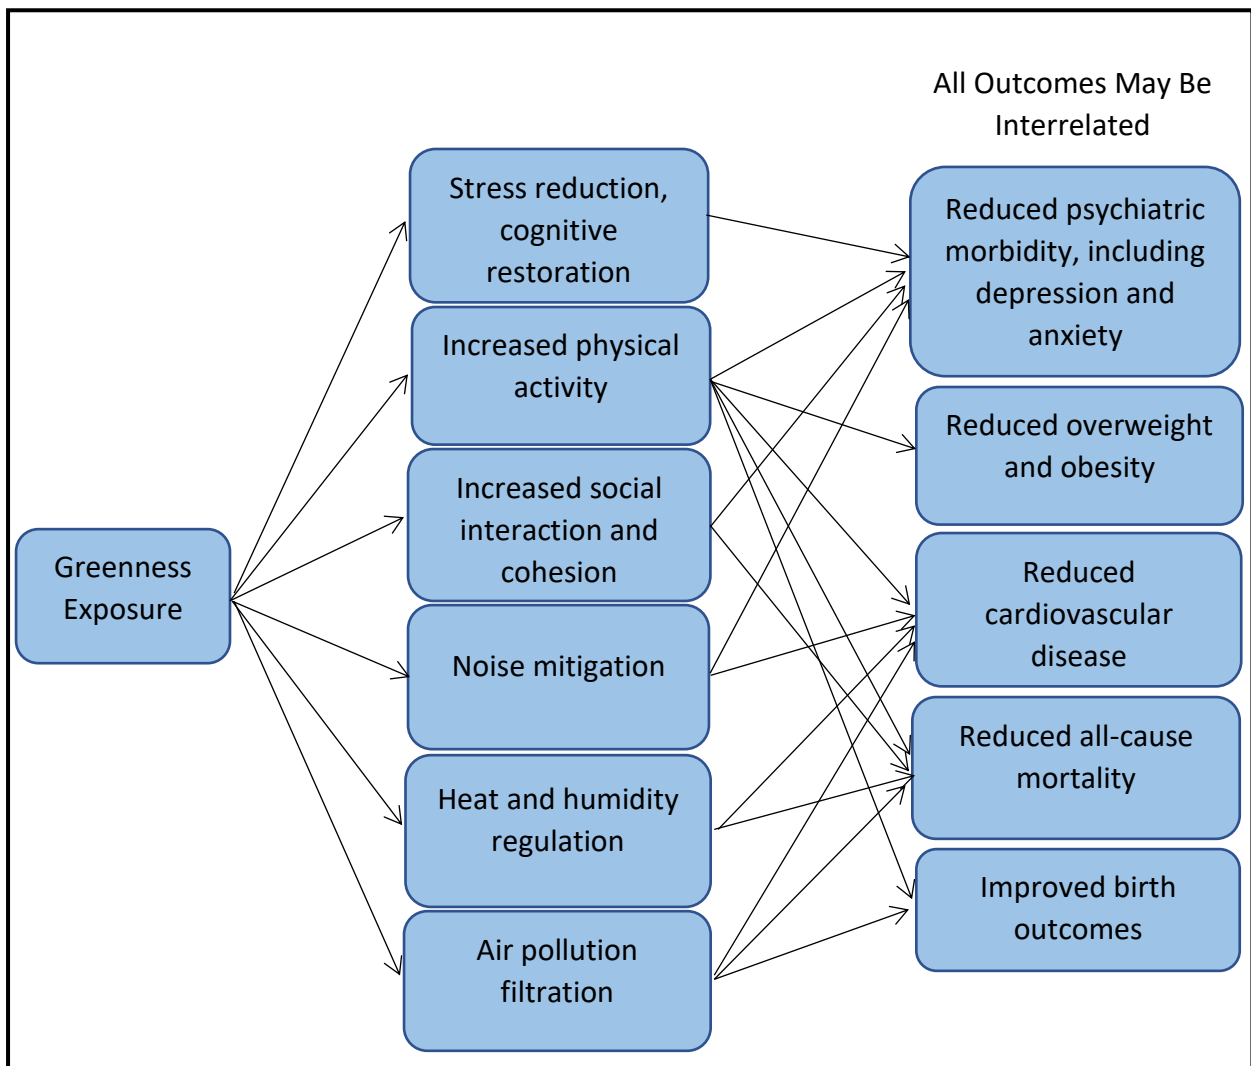 All Outcomes May Be
Interrelated
Greenness
Exposure
Stress reduction,
cognitive
restoration
Increased physical
activity
Increased social
interaction and
cohesion
Noise mitigation
Heat and humidity
regulation
Air pollution
filtration
Reduced psychiatric
morbidity, including
depression and
anxiety
Reduced overweight
and obesity
Reduced
cardiovascular
disease
Reduced all-cause
mortality
Improved birth
outcomes